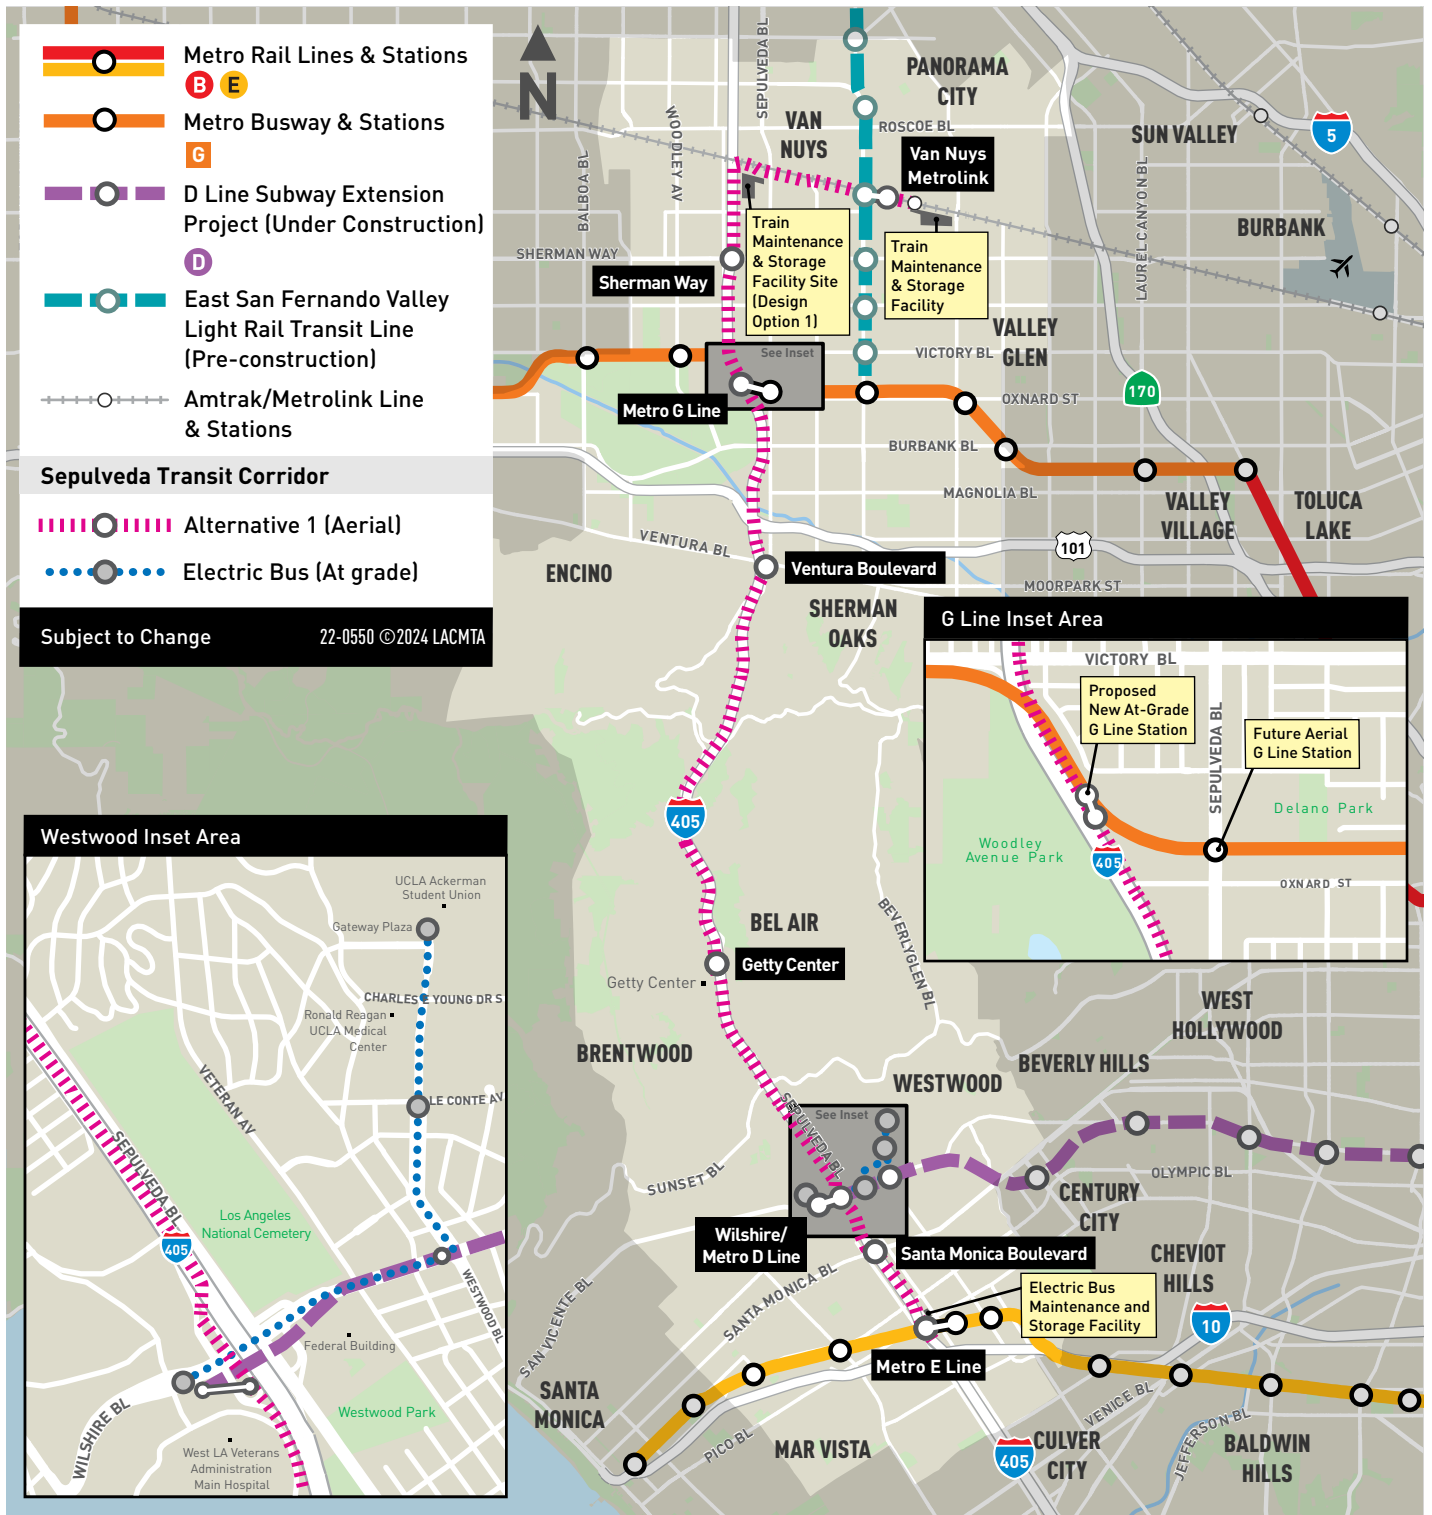 Metro Rail Lines & Stations
B E
Metro Busway & Stations
G
D Line Subway Extension
Project (Under Construction)
D
East San Fernando Valley
Light Rail Transit Line
(Pre-construction)
Amtrak/Metrolink Line
& Stations
Sepulveda Transit Corridor
Alternative 1 (Aerial)
Electric Bus (At grade)
Subject to Change
22-0550 ©2024 LACMTA
N
SEPULVEDA BL
WOODLEY AV
BALBOA BL
PANORAMA
CITY
VAN
NUYS
ROSCOE BL
Van Nuys
Metrolink
SUN VALLEY
5
LAUREL CANYON BL
BURBANK
SHERMAN WAY
Sherman Way
Train
Maintenance
& Storage
Facility Site
(Design
Option 1)
Train
Maintenance
& Storage
Facility
VALLEY
GLEN
See Inset
VICTORY BL
Metro G Line
OXNARD ST
170
BURBANK BL
MAGNOLIA BL
VALLEY
VILLAGE
TOLUCA
LAKE
VENTURA BL
101
ENCINO
Ventura Boulevard
MOORPARK ST
SHERMAN
OAKS
G Line Inset Area
VICTORY BL
Proposed
New At-Grade
G Line Station
SEPULVEDA BL
Future Aerial
G Line Station
Delano Park
Woodley
Avenue Park
405
OXNARD ST
405
BEL AIR
BEVERLY GLEN BL
Getty Center
Getty Center
BRENTWOOD
WEST
HOLLYWOOD
BEVERLY HILLS
WESTWOOD
See Inset
SEPULVEDA BL
SUNSET BL
OLYMPIC BL
CENTURY
CITY
Wilshire/
Metro D Line
Santa Monica Boulevard
CHEVIOT
HILLS
SANTA MONICA BL
Electric Bus
Maintenance and
Storage Facility
10
SAN VICENTE BL
Metro E Line
SANTA
MONICA
VENICE BL
PICO BL
MAR VISTA
405
CULVER
CITY
JEFFERSON BL
BALDWIN
HILLS
Westwood Inset Area
UCLA Ackerman
Student Union
Gateway Plaza
CHARLES E YOUNG DR S
Ronald Reagan
UCLA Medical
Center
VETERAN AV
LE CONTE AV
SEPULVEDA BL
Los Angeles
National Cemetery
405
WESTWOOD BL
Federal Building
WILSHIRE BL
Westwood Park
West LA Veterans
Administration
Main Hospital